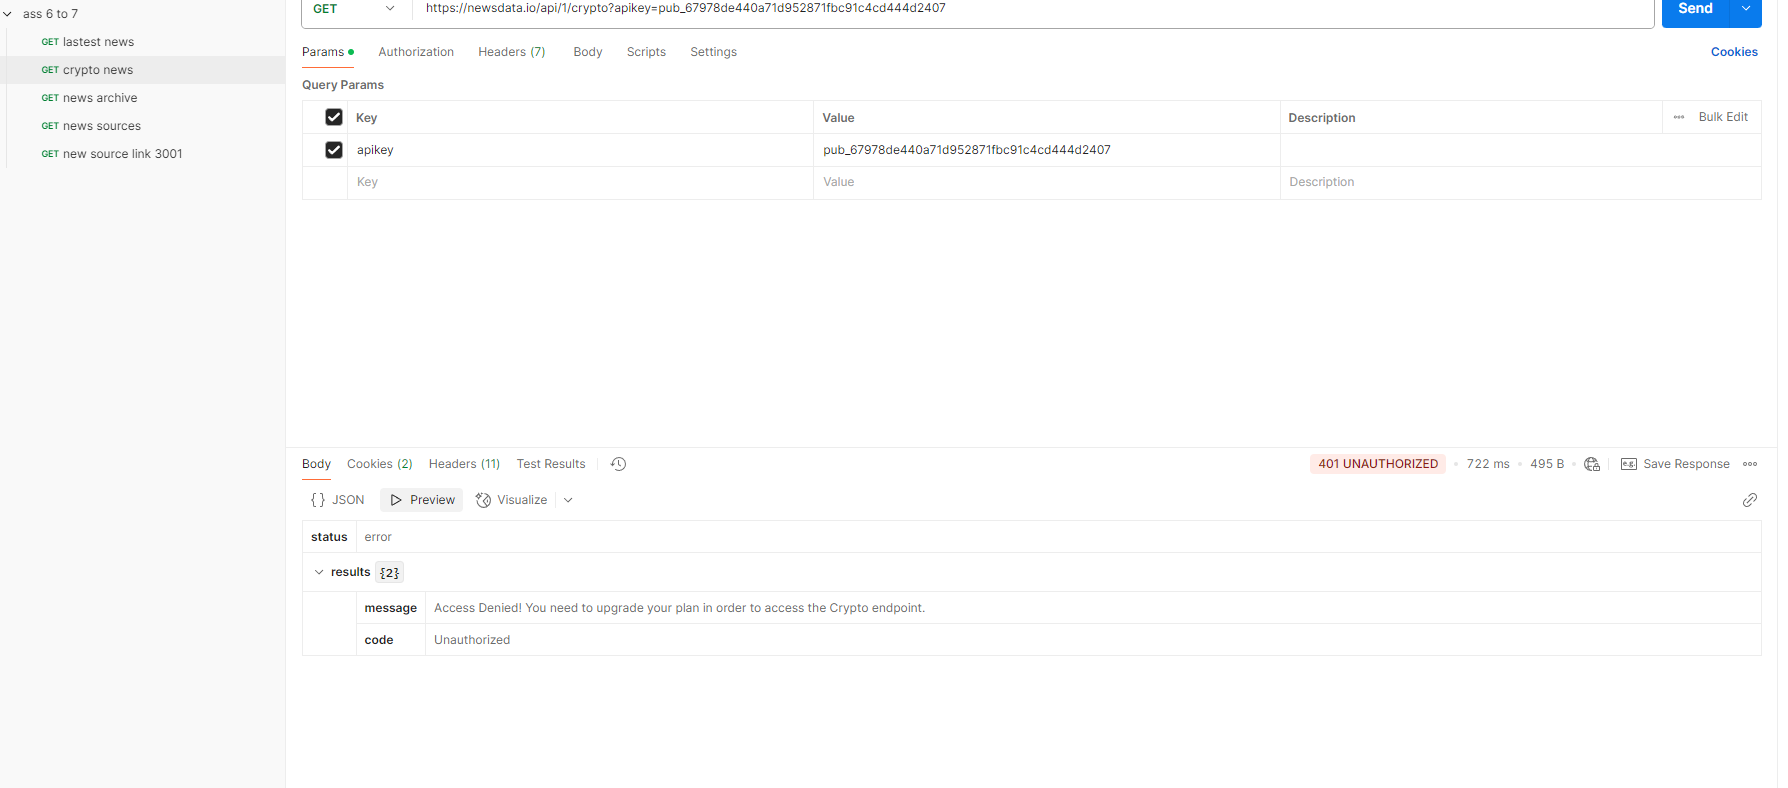 ass 6 to 7
GET lastest news
GET crypto news
GET news archive
GET news sources
GET new source link 3001
GET https://newsdata.io/api/1/crypto?apikey=pub_67978de440a71d952871fbc91c4cd444d2407 Send
Params Authorization Headers (7) Body Scripts Settings Cookies
Query Params
Key Value Description Bulk Edit
apikey pub_67978de440a71d952871fbc91c4cd444d2407
Key Value Description
Body Cookies (2) Headers (11) Test Results 401 UNAUTHORIZED 722 ms 495 B e.g. Save Response
{} JSON Preview Visualize
status error
results {2}
message Access Denied! You need to upgrade your plan in order to access the Crypto endpoint.
code Unauthorized